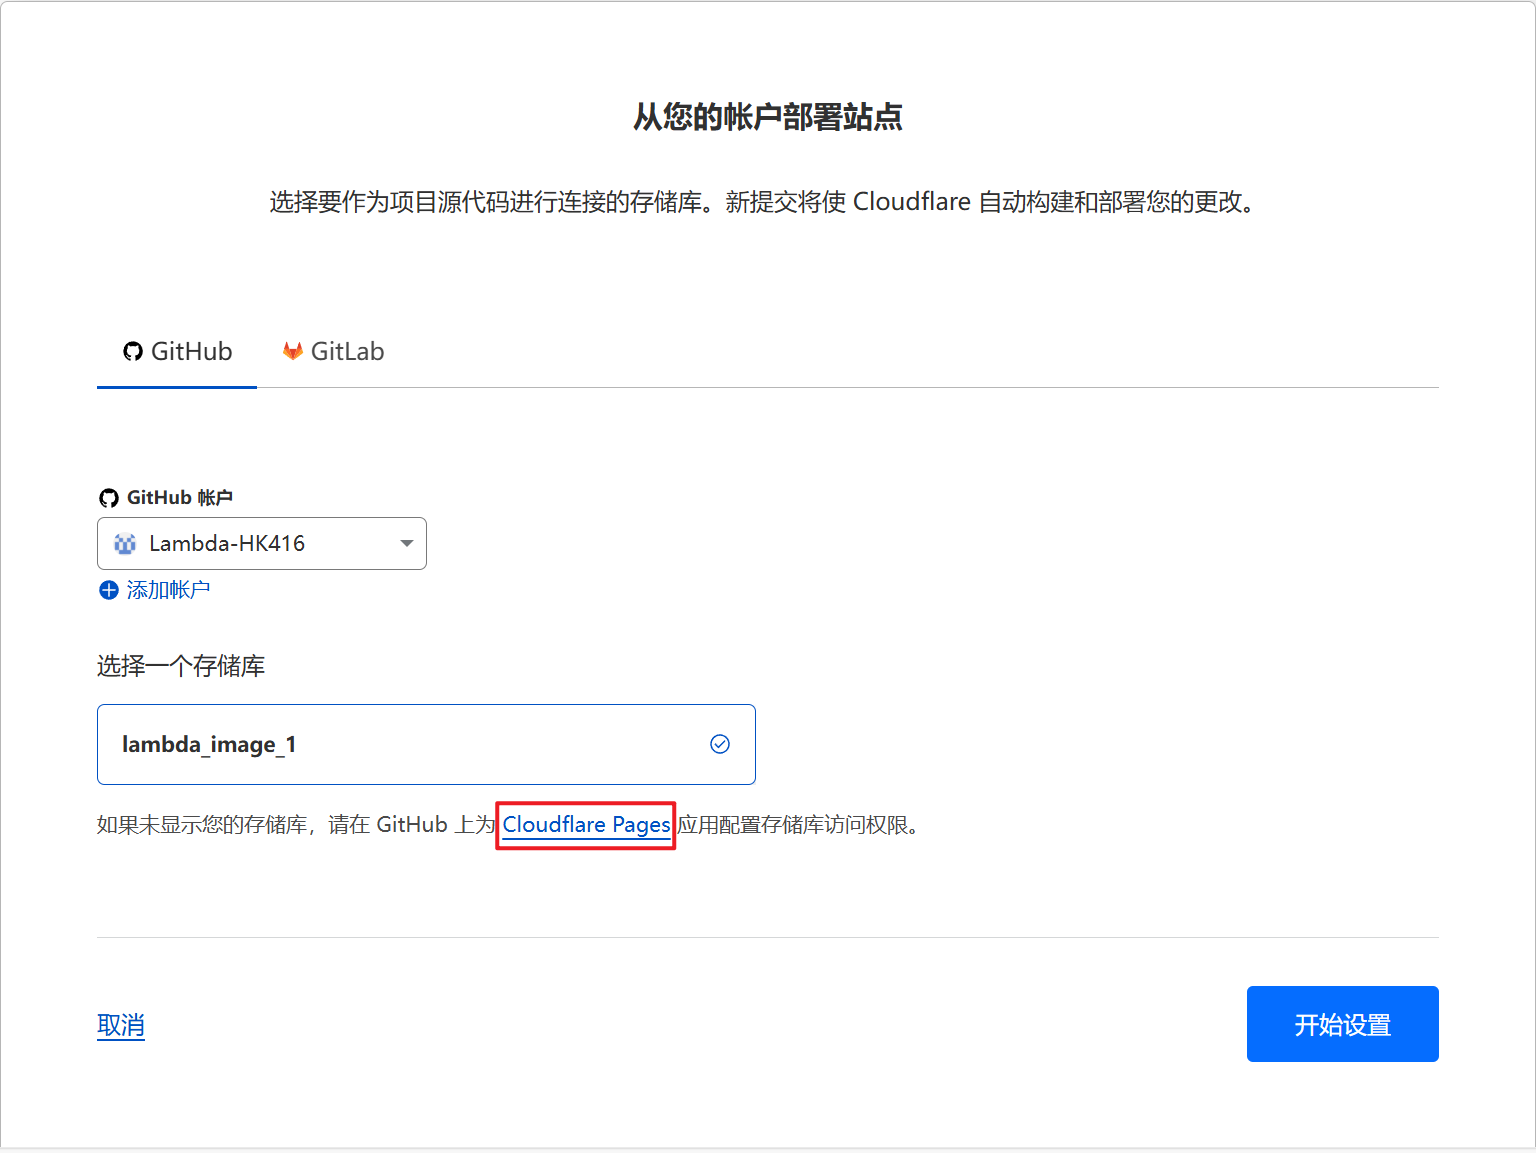 从您的帐户部署站点
选择要作为项目源代码进行连接的存储库。新提交将使 Cloudflare 自动构建和部署您的更改。
GitHub GitLab
GitHub 帐户
Lambda-HK416
添加帐户
选择一个存储库
lambda_image_1
如果未显示您的存储库，请在 GitHub 上为 Cloudflare Pages 应用配置存储库访问权限。
取消 开始设置